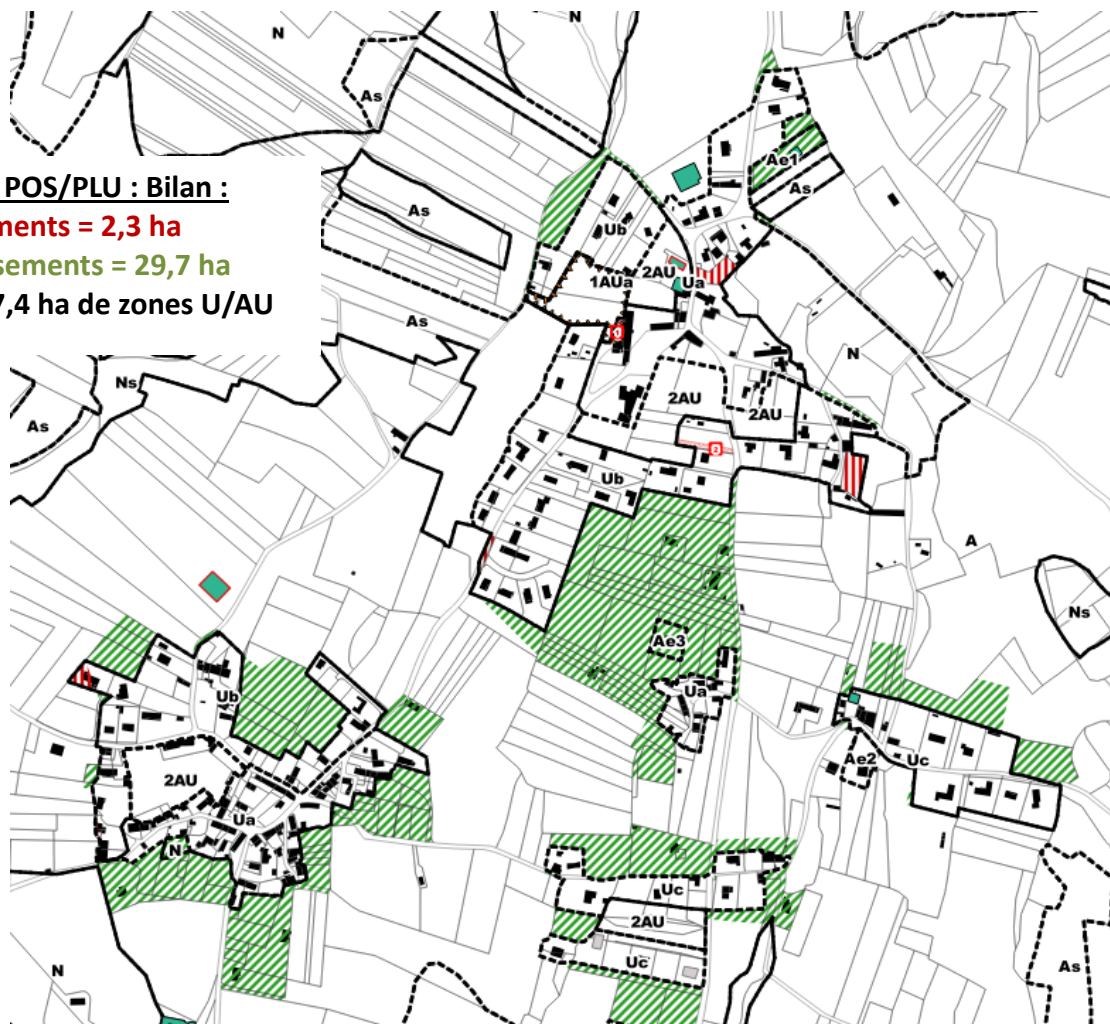 N
N
As
POS/PLU : Bilan :
ments = 2,3 ha
sements = 29,7 ha
7,4 ha de zones U/AU
Ae1
As
As
Ub
2AU
1AUa
Ua
As
1
N
Ns
2AU
2AU
As
2
Ub
A
Ns
Ae3
Ua
Ub
Ae2
Uc
2AU
Ua
N
Uc
2AU
Uc
N
As